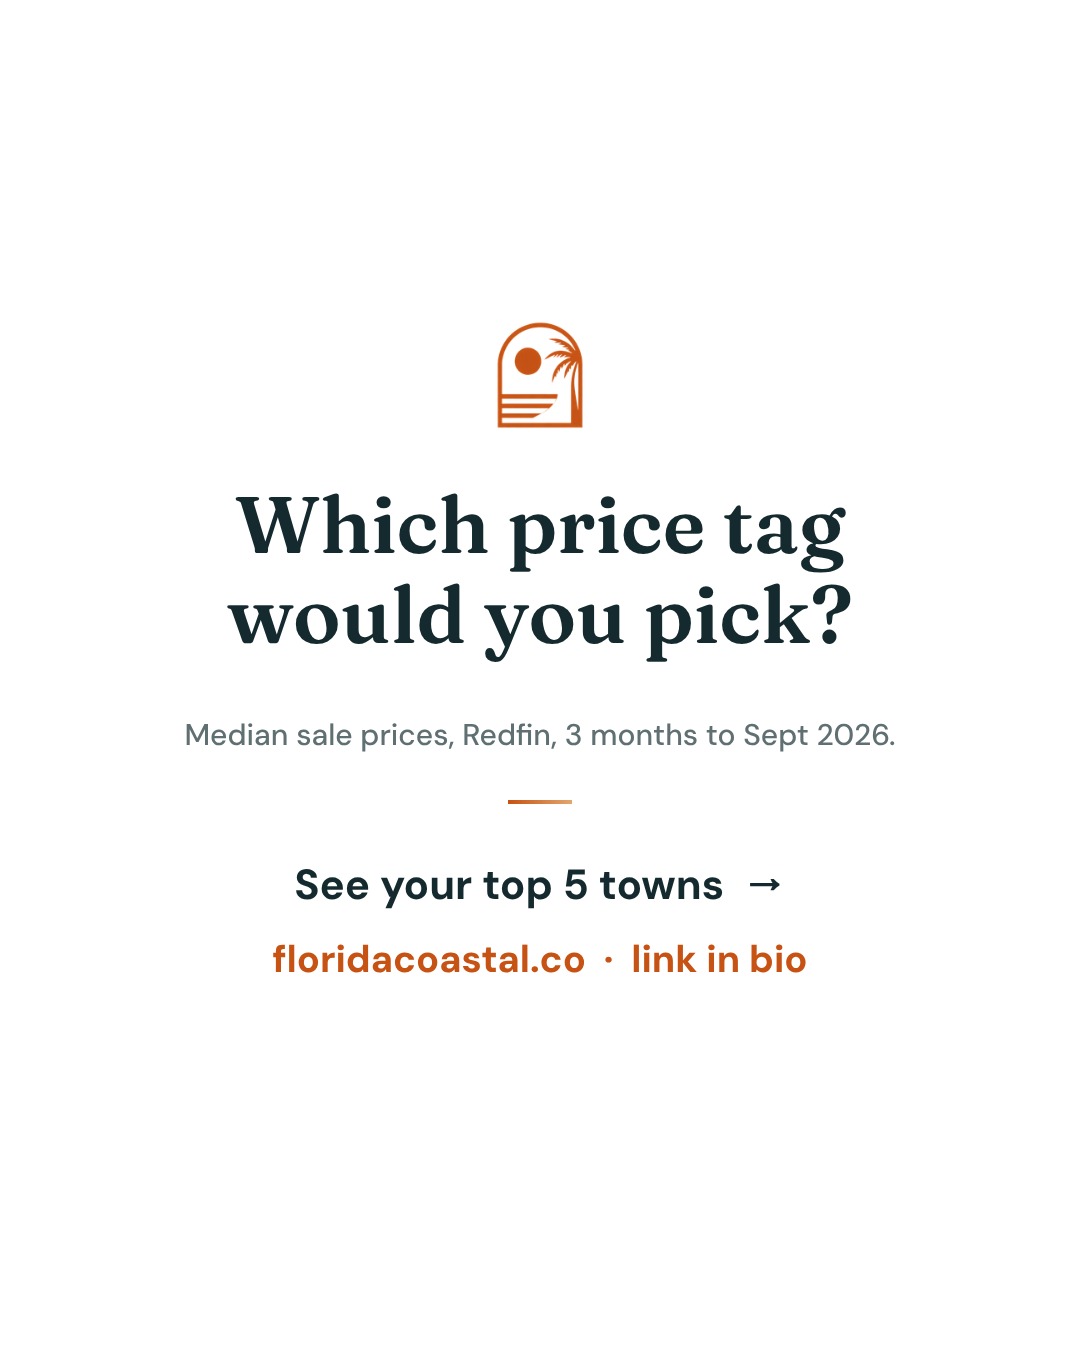 Which price tag
would you pick?
Median sale prices, Redfin, 3 months to Sept 2026.
See your top 5 towns →
floridacoastal.co · link in bio